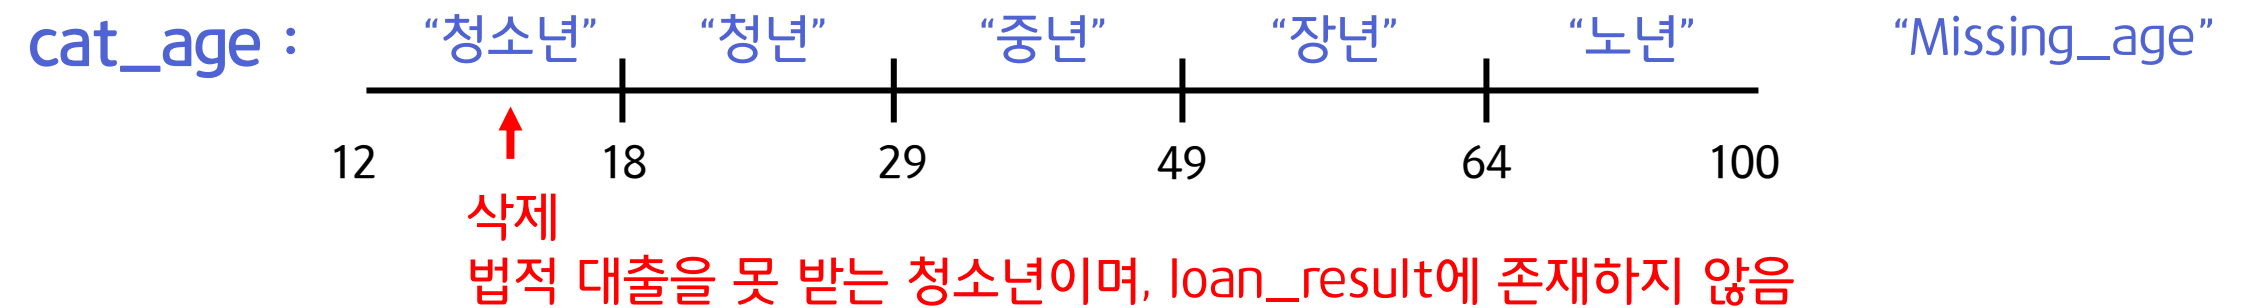 cat_age : “청소년” “청년” “중년” “장년” “노년” “Missing_age”
12 18 29 49 64 100
삭제
법적 대출을 못 받는 청소년이며, loan_result에 존재하지 않음